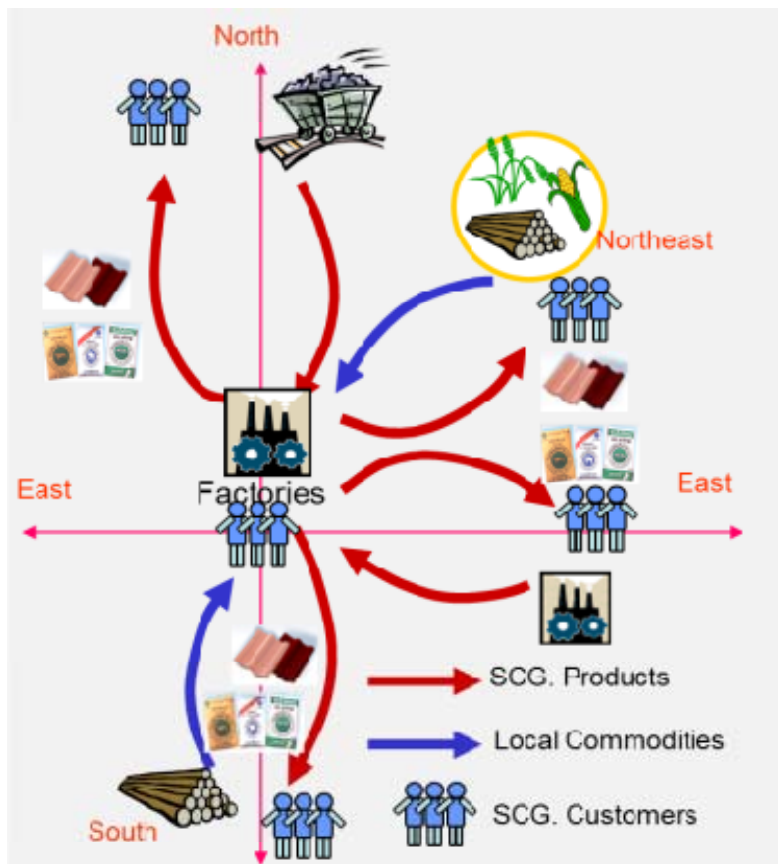 North
Northeast
Factories
East
East
SCG. Products
Local Commodities
SCG. Customers
South